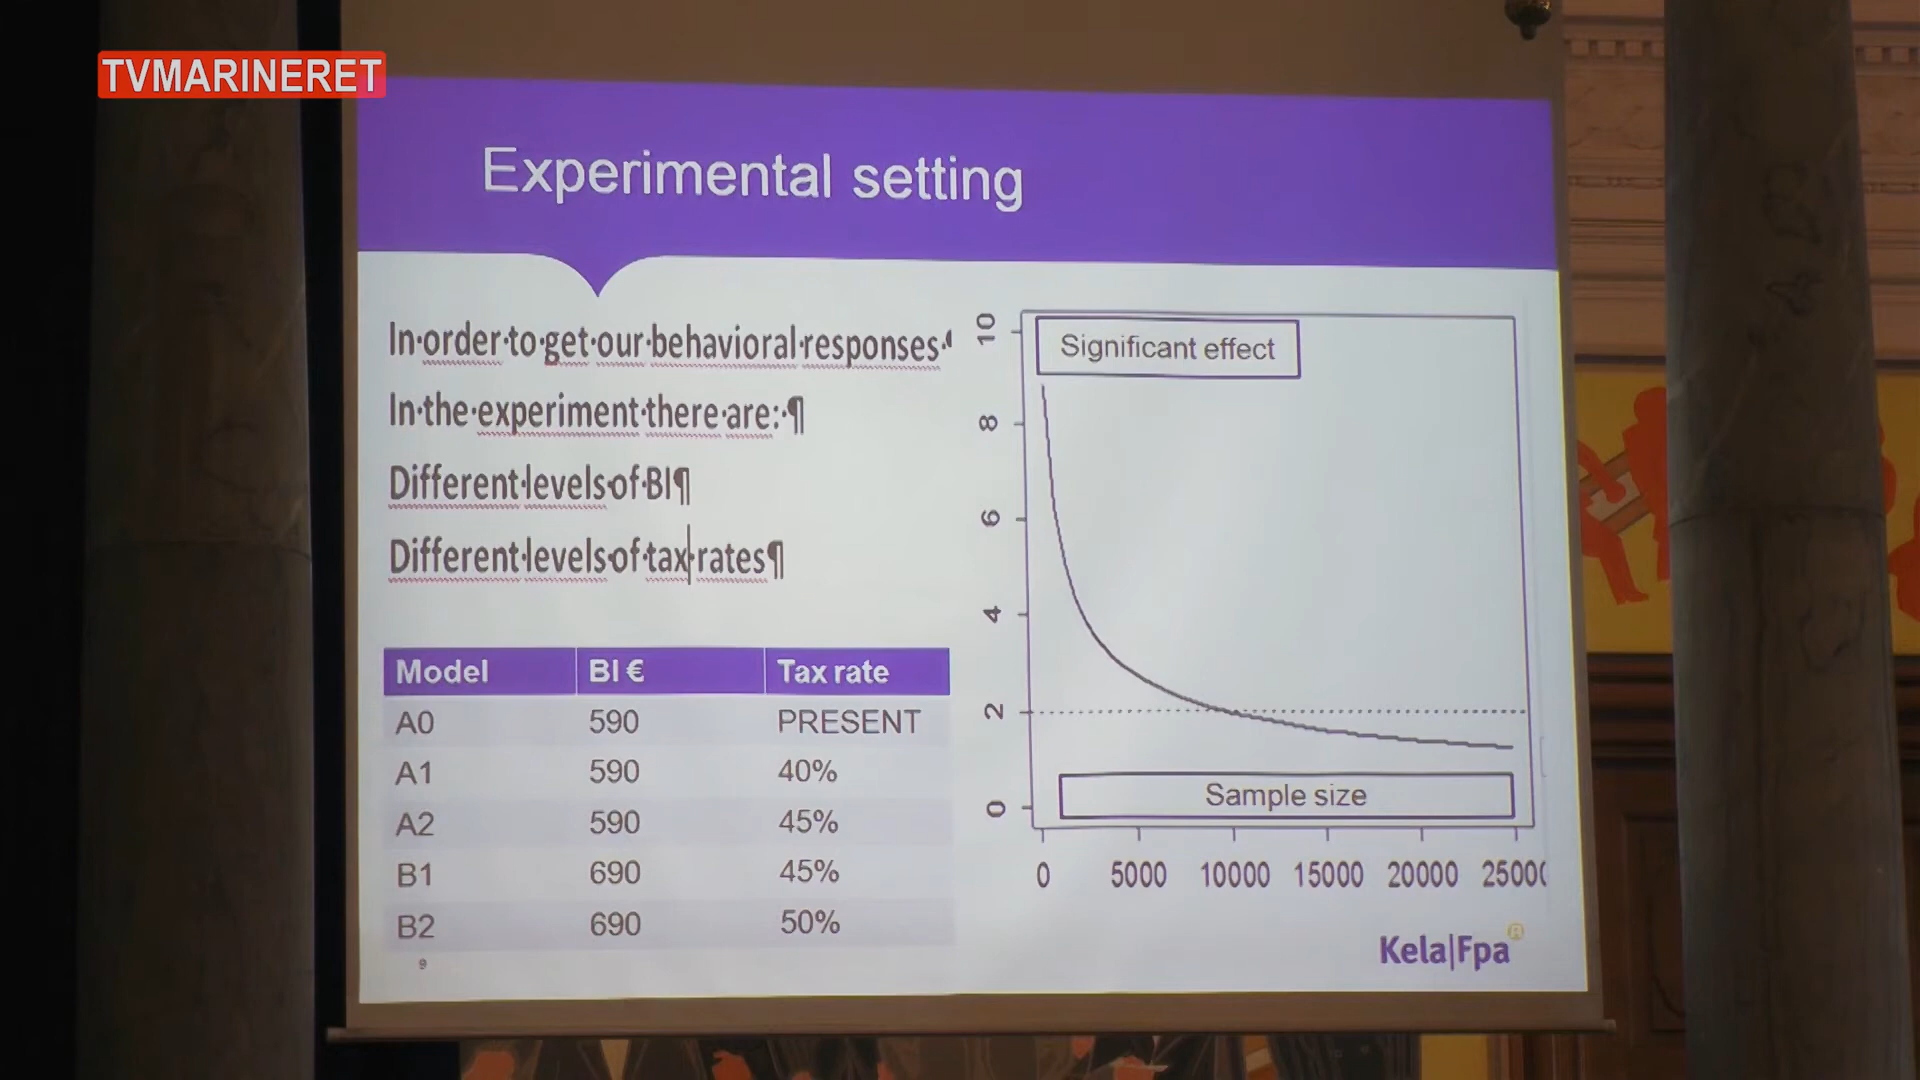 TVMARINERET
Experimental setting
In·order·to·get·our·behavioral·responses·
In·the·experiment·there·are:·¶
Different·levels·of·BI¶
Different·levels·of·tax·rates¶
Model BI € Tax rate
A0 590 PRESENT
A1 590 40%
A2 590 45%
B1 690 45%
B2 690 50%
9
Significant effect
10
8
6
4
2
0
Sample size
0 5000 10000 15000 20000 2500
Kela|Fpa